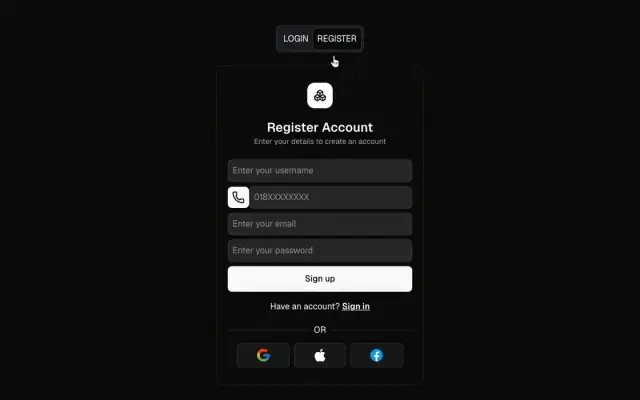 LOGIN REGISTER
Register Account
Enter your details to create an account
Enter your username
018XXXXXXXX
Enter your email
Enter your password
Sign up
Have an account? Sign in
OR